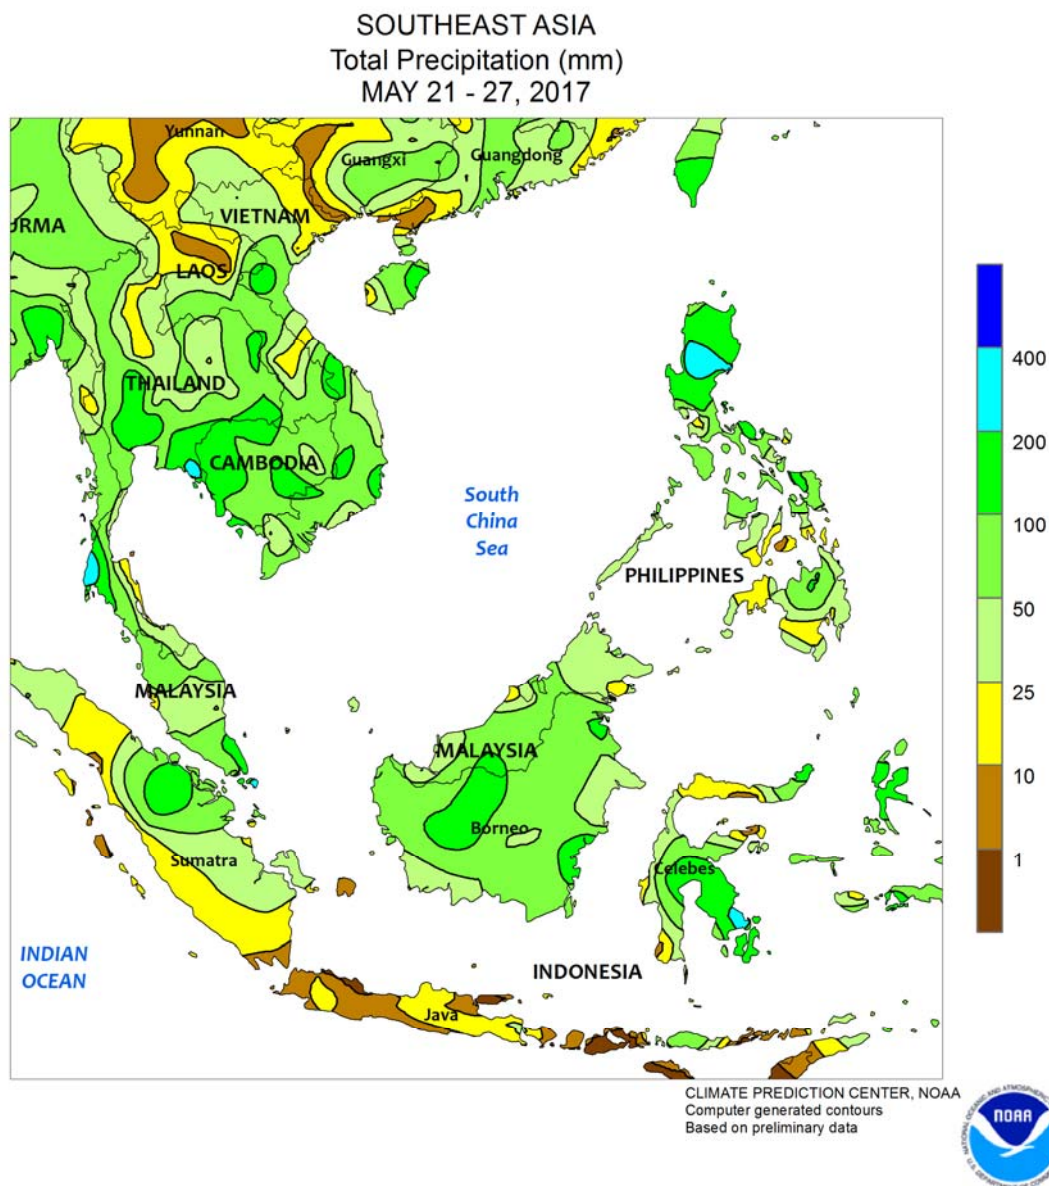 SOUTHEAST ASIA
Total Precipitation (mm)
MAY 21 - 27, 2017
Yunnan
Guangxi
Guangdong
URMA
VIETNAM
LAOS
THAILAND
CAMBODIA
South
China
Sea
PHILIPPINES
MALAYSIA
MALAYSIA
Borneo
Sumatra
Celebes
INDIAN
OCEAN
INDONESIA
Java
400
200
100
50
25
10
1
CLIMATE PREDICTION CENTER, NOAA
Computer generated contours
Based on preliminary data
NOAA